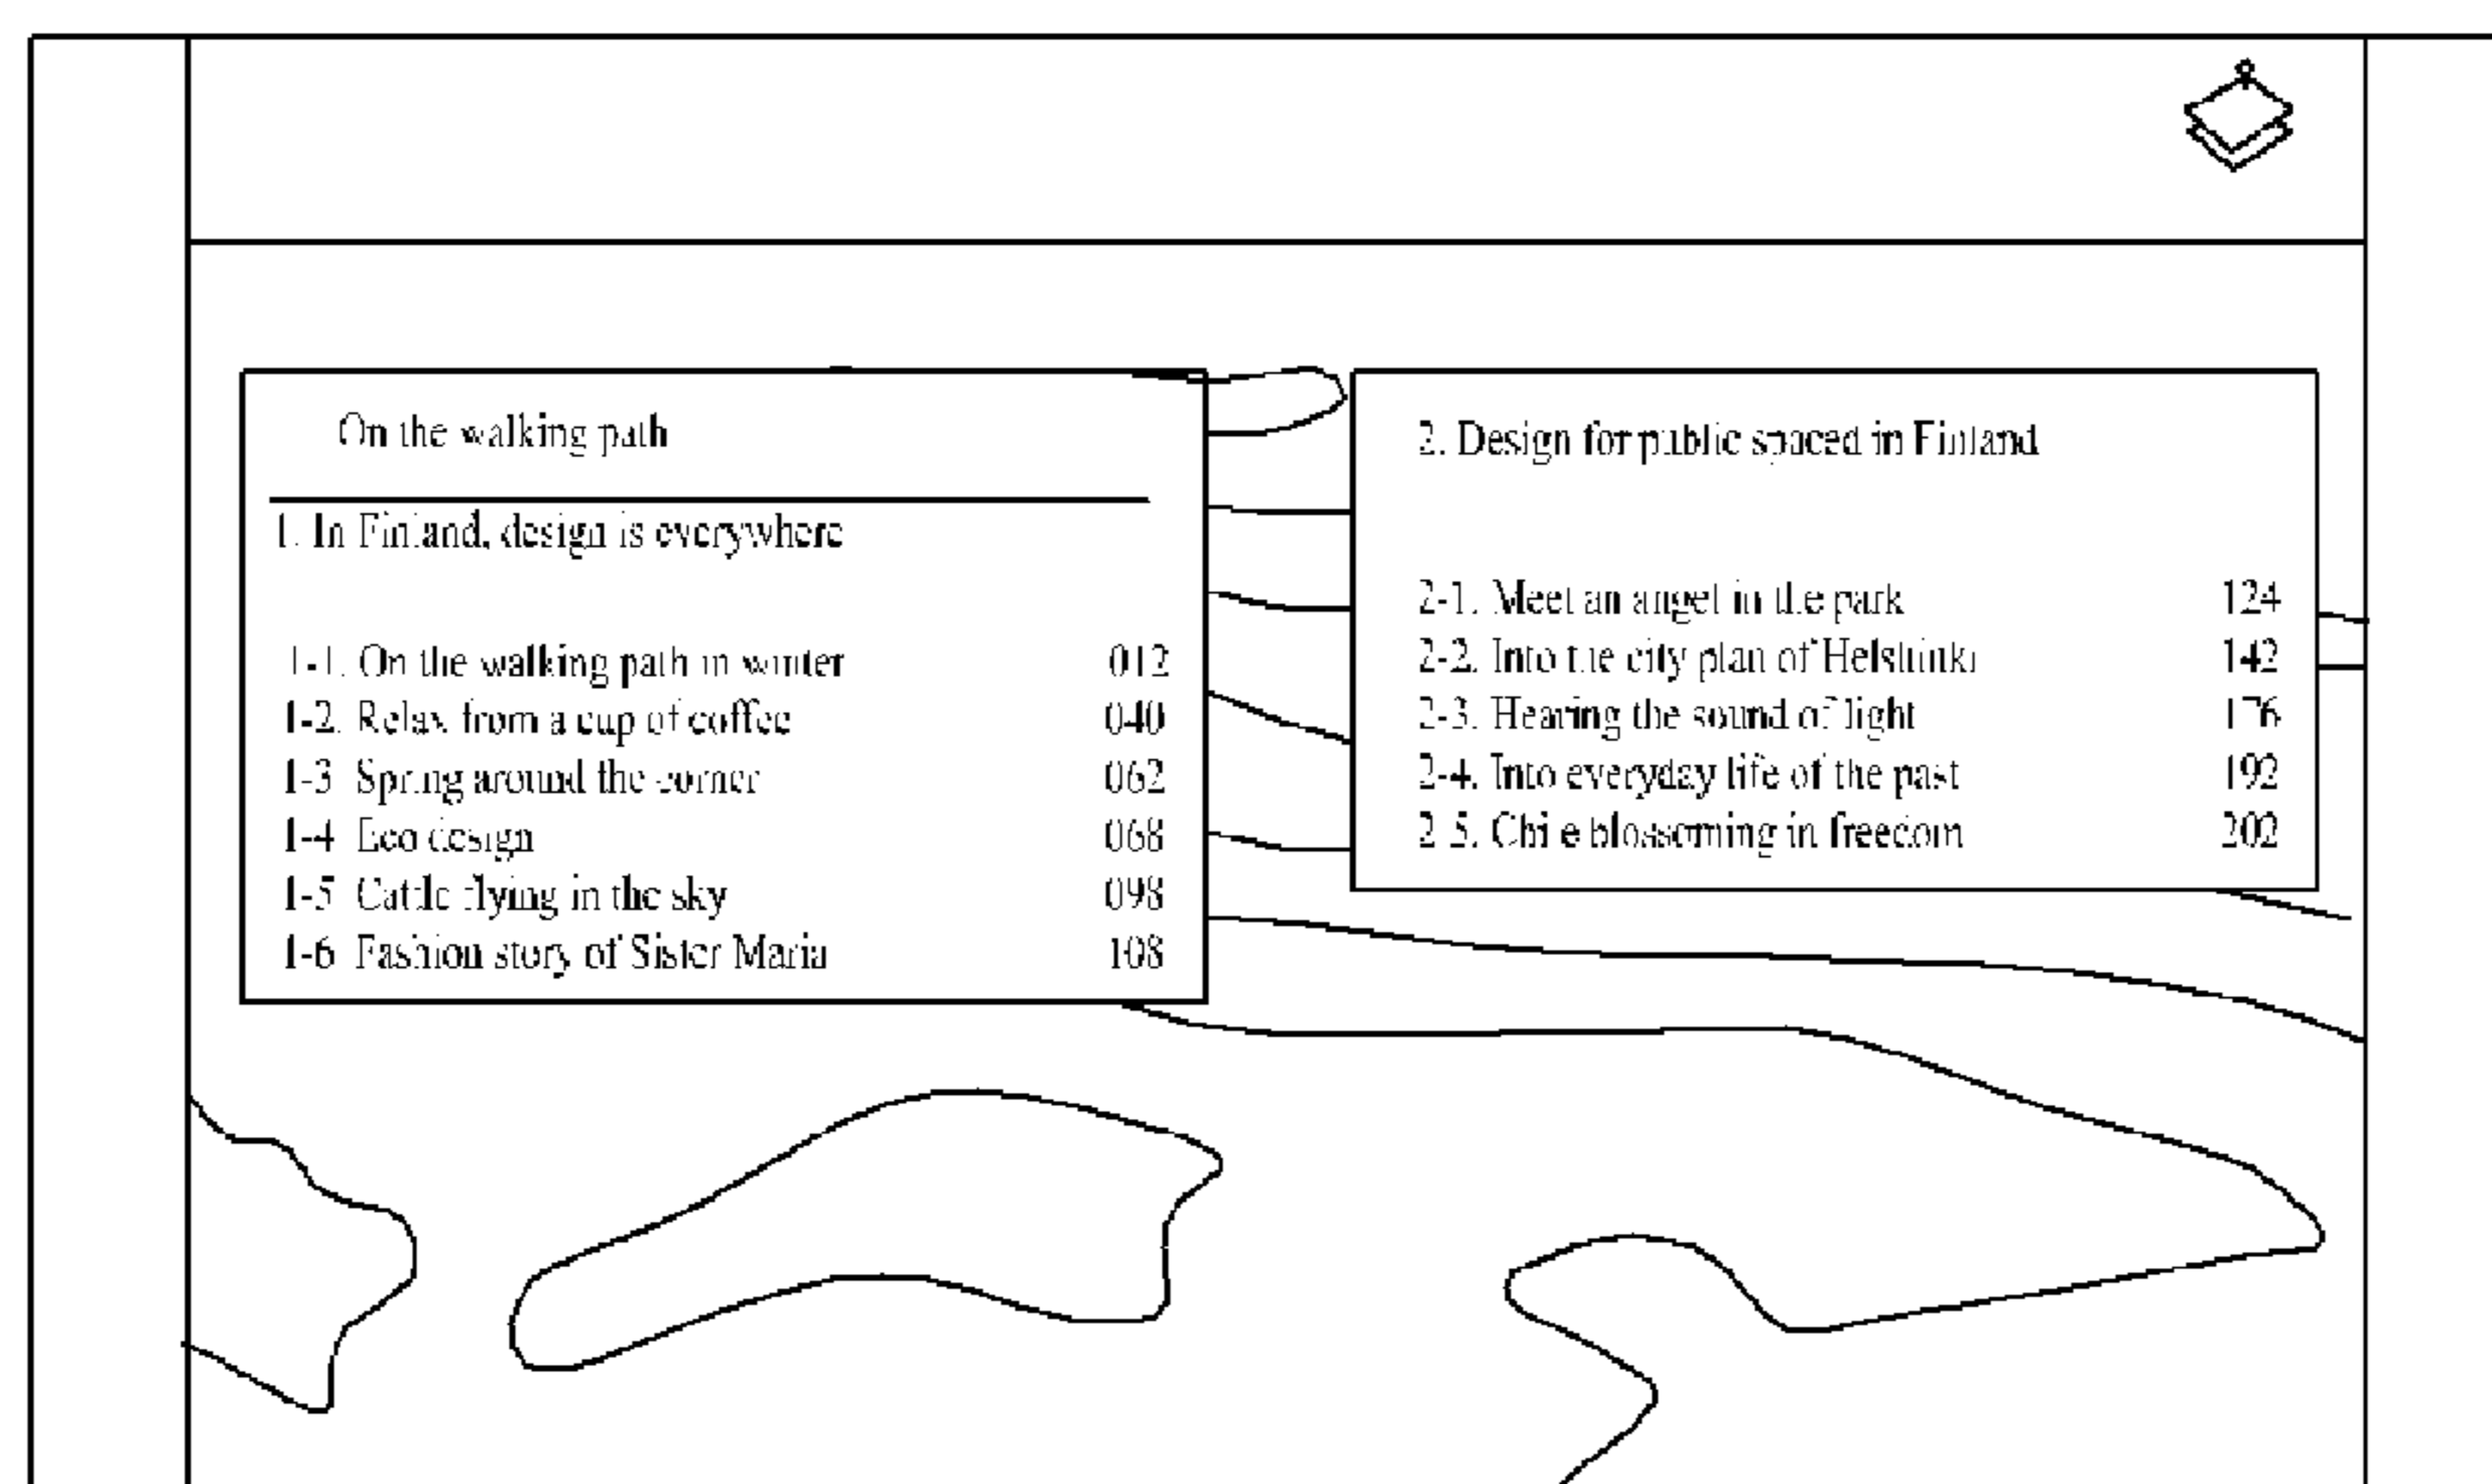 On the walking path
1. In Finland, design is everywhere
1-1. On the walking path in winter 012
1-2. Relax from a cup of coffee 040
1-3 Spring around the corner 062
1-4 Eco design 068
1-5 Cattle flying in the sky 098
1-6 Fashion story of Sister Maria 108
2. Design for public spaced in Finland
2-1. Meet an angel in the park 124
2-2. Into the city plan of Helsinki 142
2-3. Hearing the sound of light 176
2-4. Into everyday life of the past 192
2-5. blossoming in freedom 202